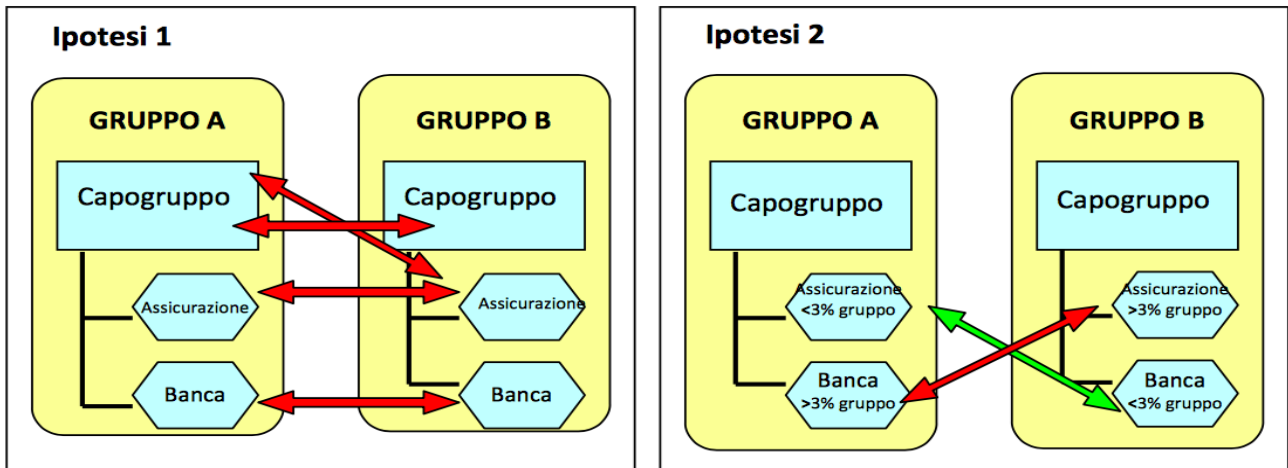 Ipotesi 1
GRUPPO A
Capogruppo
Assicurazione
Banca
GRUPPO B
Capogruppo
Assicurazione
Banca
Ipotesi 2
GRUPPO A
Capogruppo
Assicurazione
<3% gruppo
Banca
>3% gruppo
GRUPPO B
Capogruppo
Assicurazione
>3% gruppo
Banca
<3% gruppo